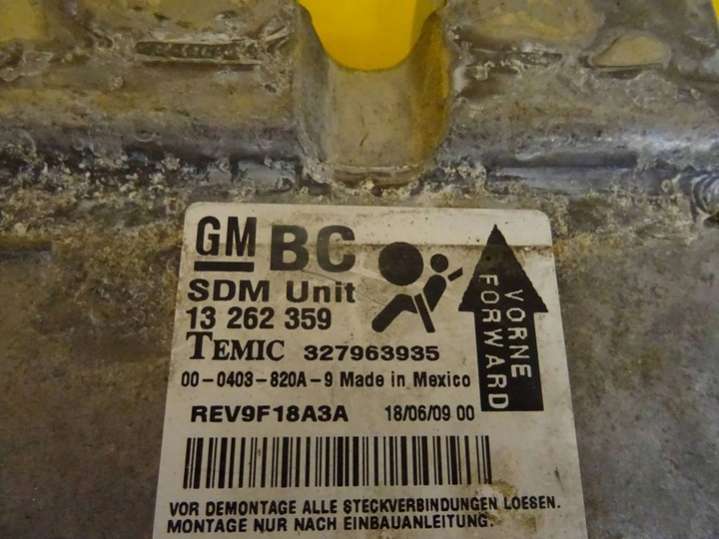 GM BC
SDM Unit
13 262 359
TEMIC 327963935
00-0403-820A-9 Made in Mexico
REV9F18A3A 18/06/09 00
VORNE
FORWARD
VOR DEMONTAGE ALLE STECKVERBINDUNGEN LOESEN.
MONTAGE NUR NACH EINBAUANLEITUNG.